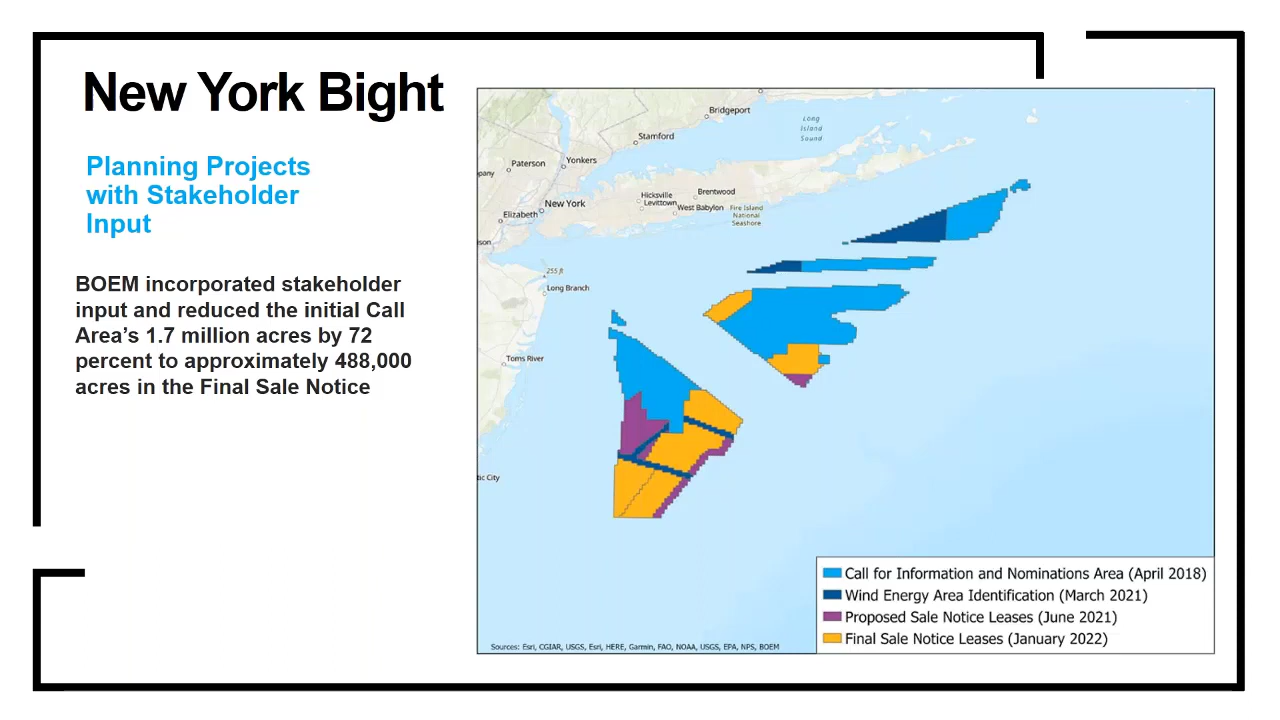 New York Bight
Planning Projects
with Stakeholder
Input
BOEM incorporated stakeholder
input and reduced the initial Call
Area’s 1.7 million acres by 72
percent to approximately 488,000
acres in the Final Sale Notice
Bridgeport
Long
Island
Sound
Stamford
Paterson
Yonkers
pany
Hicksville
Brentwood
Levittown
West Babylon
Fire Island
National
Seashore
New York
Elizabeth
ison
255 ft
Long Branch
Toms River
tic City
Call for Information and Nominations Area (April 2018)
Wind Energy Area Identification (March 2021)
Proposed Sale Notice Leases (June 2021)
Final Sale Notice Leases (January 2022)
Sources: Esri, CGIAR, USGS, Esri, HERE, Garmin, FAO, NOAA, USGS, EPA, NPS, BOEM